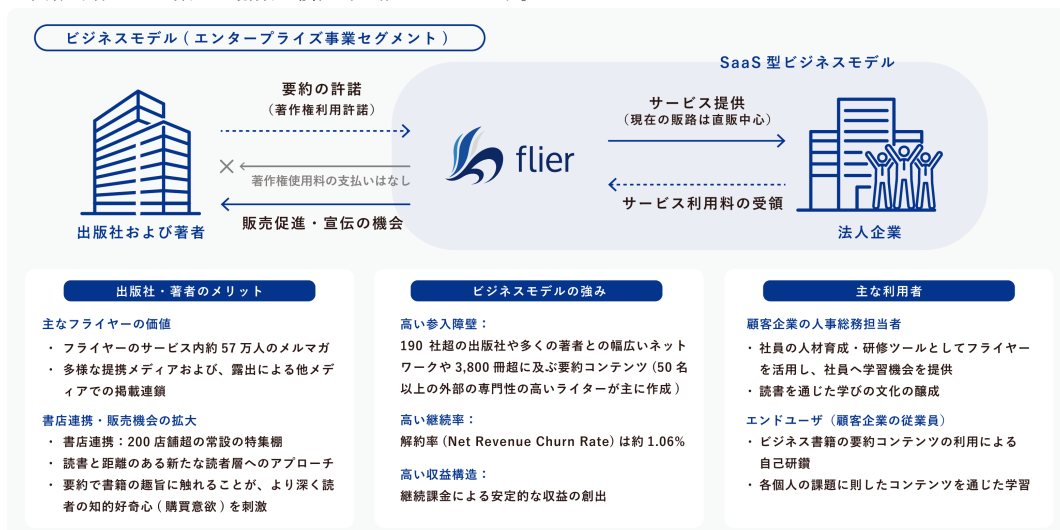 ビジネスモデル ( エンタープライズ事業セグメント )
SaaS 型ビジネスモデル
要約の許諾
(著作権利用許諾)
著作権使用料の支払いはなし
販売促進・宣伝の機会
出版社および著者
flier
サービス提供
(現在の販路は直販中心)
サービス利用料の受領
法人企業
出版社・著者のメリット
主なフライヤーの価値
・ フライヤーのサービス内約 57 万人のメルマガ
・ 多様な提携メディアおよび、露出による他メデ
ィアでの掲載連鎖
書店連携・販売機会の拡大
・ 書店連携：200 店舗超の常設の特集棚
・ 読書と距離のある新たな読者層へのアプローチ
・ 要約で書籍の趣旨に触れることが、より深く読
者の知的好奇心 ( 購買意欲 ) を刺激
ビジネスモデルの強み
高い参入障壁：
190 社超の出版社や多くの著者との幅広いネット
ワークや 3,800 冊超に及ぶ要約コンテンツ (50 名
以上の外部の専門性の高いライターが主に作成 )
高い継続率：
解約率 (Net Revenue Churn Rate) は約 1.06%
高い収益構造：
継続課金による安定的な収益の創出
主な利用者
顧客企業の人事総務担当者
・ 社員の人材育成・研修ツールとしてフライヤー
を活用し、社員へ学習機会を提供
・ 読書を通じた学びの文化の醸成
エンドユーザ（顧客企業の従業員）
・ ビジネス書籍の要約コンテンツの利用による
自己研鑽
・ 各個人の課題に則したコンテンツを通じた学習